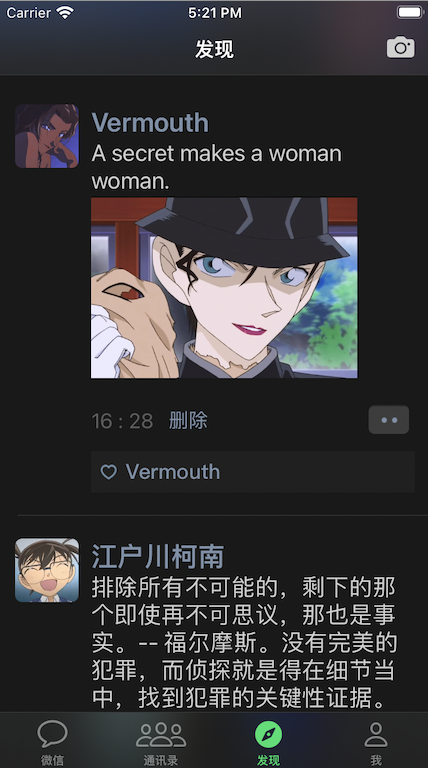 Carrier 5:21 PM
发现
Vermouth
A secret makes a woman
woman.
16 : 28 删除
Vermouth
江户川柯南
排除所有不可能的，剩下的那
个即使再不可思议，那也是事
实。-- 福尔摩斯。没有完美的
犯罪，而侦探就是得在细节当
中，找到犯罪的关键性证据。
微信 通讯录 发现 我